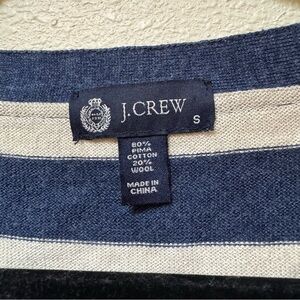 J.CREW
S
80%
PIMA
COTTON
20%
WOOL
MADE IN
CHINA